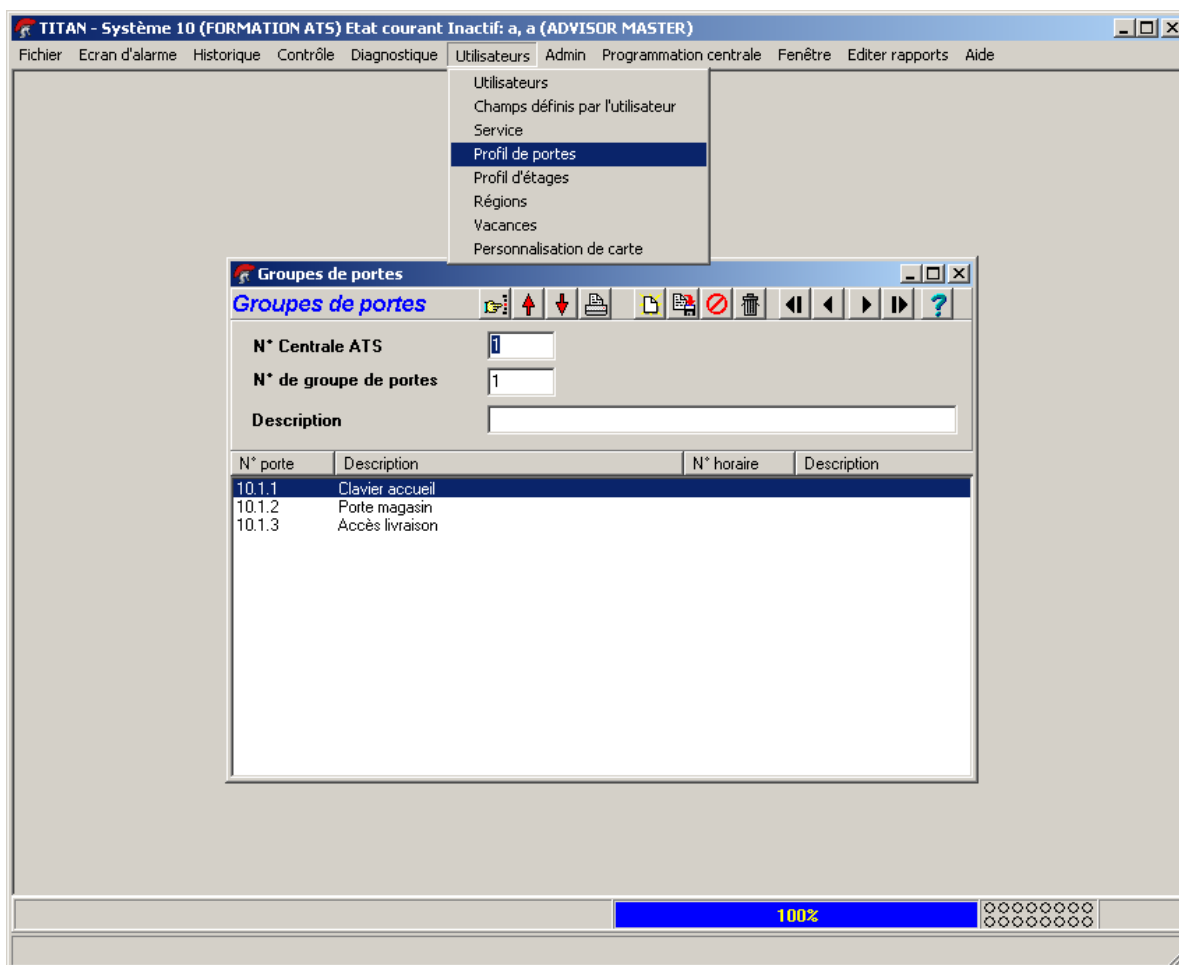 TITAN - Système 10 (FORMATION ATS) Etat courant Inactif: a, a (ADVISOR MASTER)
Fichier Ecran d'alarme Historique Contrôle Diagnostique Utilisateurs Admin Programmation centrale Fenêtre Editer rapports Aide
Utilisateurs
Champs définis par l'utilisateur
Service
Profil de portes
Profil d'étages
Régions
Vacances
Personnalisation de carte
Groupes de portes
Groupes de portes ?
N° Centrale ATS 1
N° de groupe de portes 1
Description
N° porte Description N° horaire Description
10.1.1 Clavier accueil
10.1.2 Porte magasin
10.1.3 Accès livraison
100%